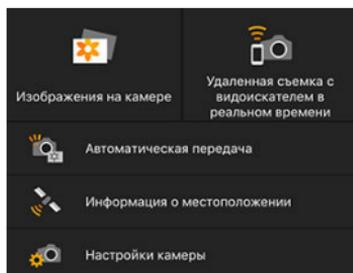 Изображения на камере
Удаленная съемка с
видоискателем в
реальном времени
Автоматическая передача
Информация о местоположении
Настройки камеры